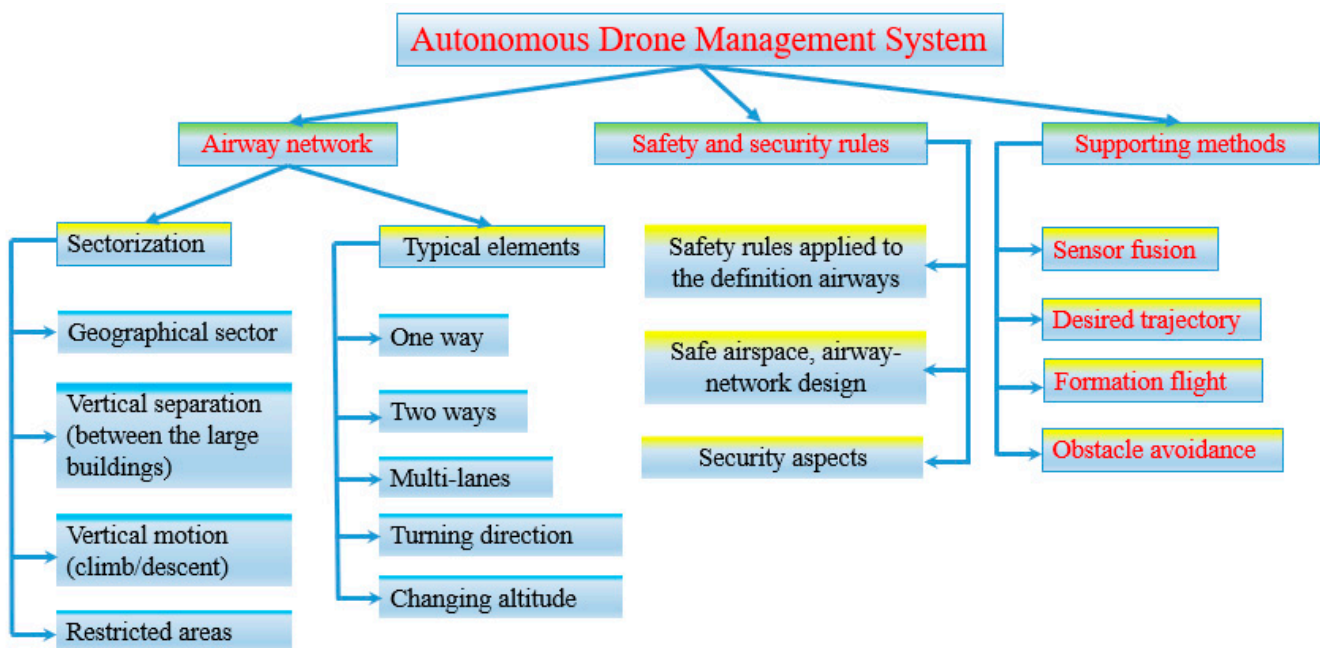 Autonomous Drone Management System
Airway network
Safety and security rules
Supporting methods
Sectorization
Geographical sector
Vertical separation
(between the large
buildings)
Vertical motion
(climb/descent)
Restricted areas
Typical elements
One way
Two ways
Multi-lanes
Turning direction
Changing altitude
Safety rules applied to
the definition airways
Safe airspace, airway-
network design
Security aspects
Sensor fusion
Desired trajectory
Formation flight
Obstacle avoidance